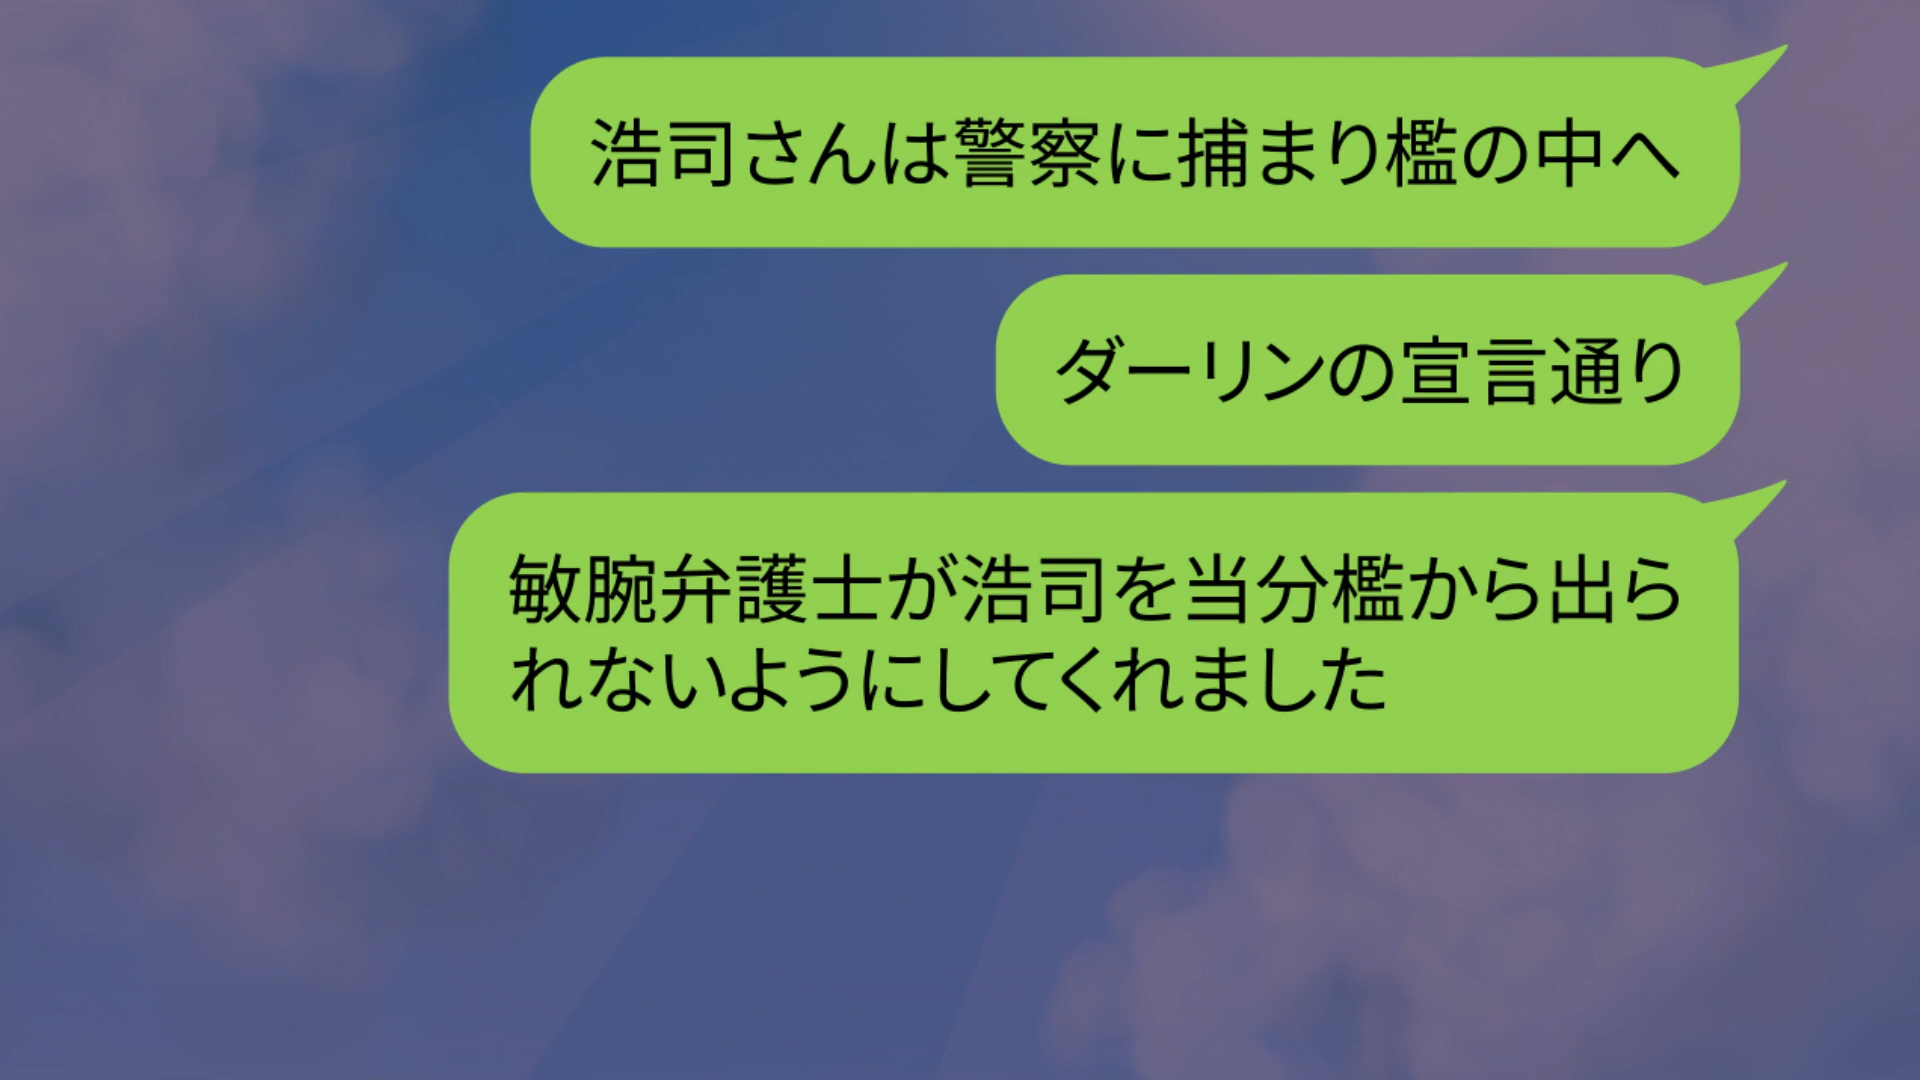 浩司さんは警察に捕まり檻の中へ
ダーリンの宣言通り
敏腕弁護士が浩司を当分檻から出ら
れないようにしてくれました